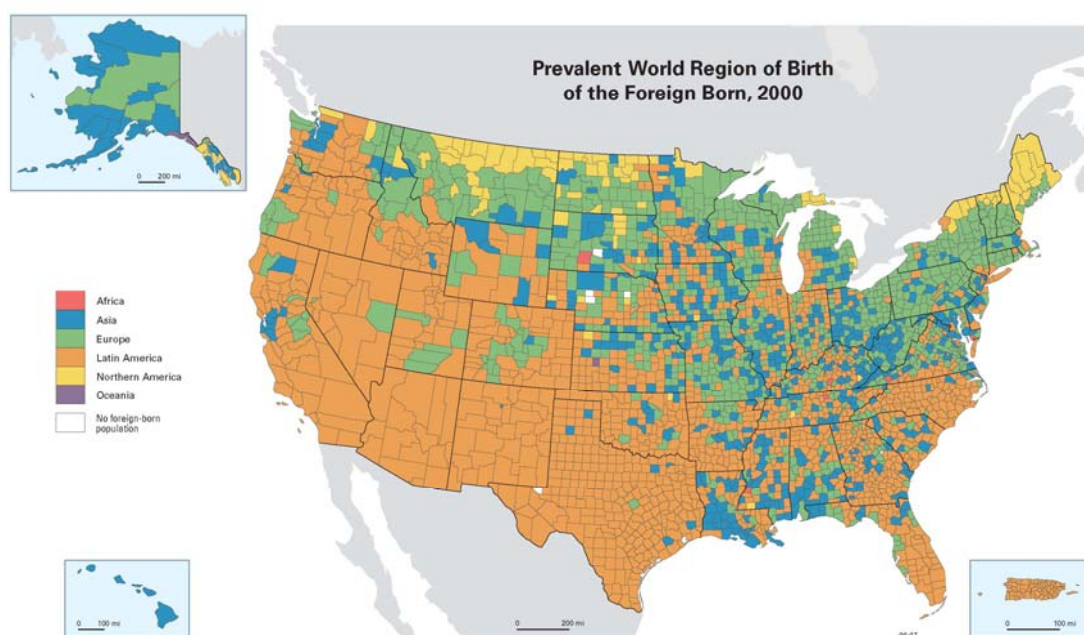 Prevalent World Region of Birth
of the Foreign Born, 2000
0 200 mi
Africa
Asia
Europe
Latin America
Northern America
Oceania
No foreign-born
population
0 100 mi
0 200 mi
0 100 mi